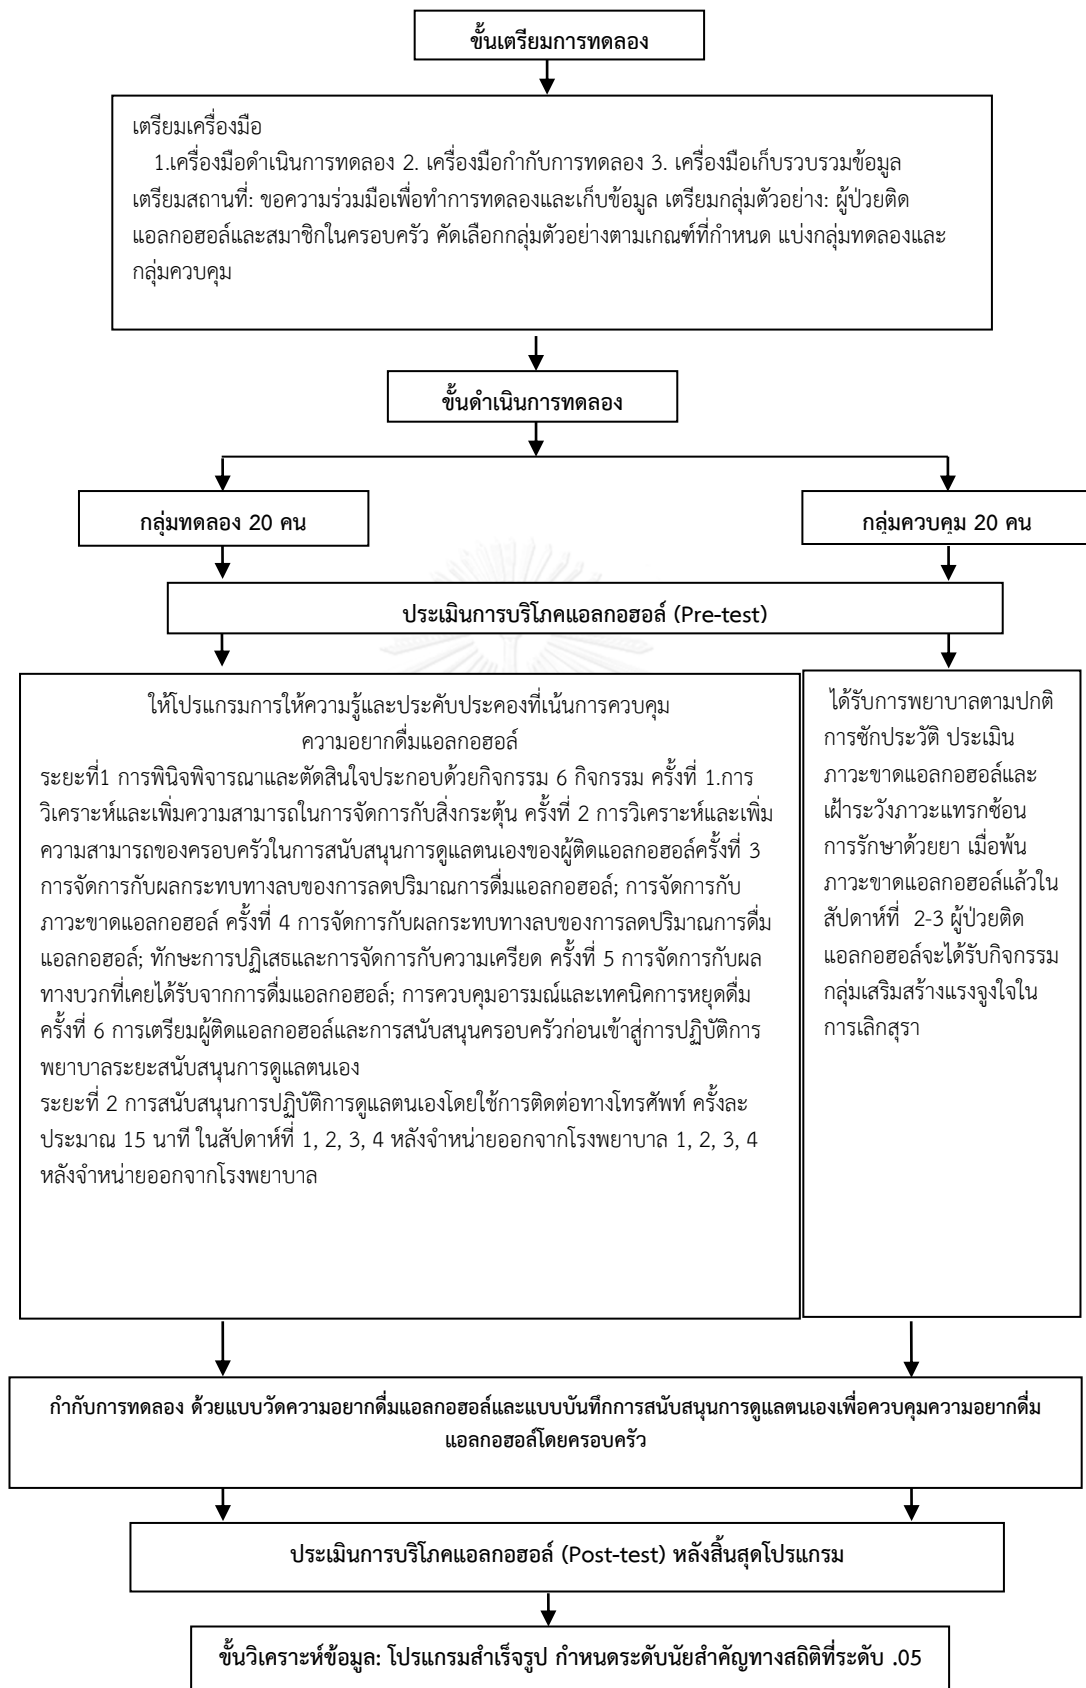 ขั้นเตรียมการทดลอง
เตรียมเครื่องมือ
1.เครื่องมือดำเนินการทดลอง 2. เครื่องมือกำกับการทดลอง 3. เครื่องมือเก็บรวบรวมข้อมูล
เตรียมสถานที่: ขอความร่วมมือเพื่อทำการทดลองและเก็บข้อมูล เตรียมกลุ่มตัวอย่าง: ผู้ป่วยติด
แอลกอฮอล์และสมาชิกในครอบครัว คัดเลือกกลุ่มตัวอย่างตามเกณฑ์ที่กำหนด แบ่งกลุ่มทดลองและ
กลุ่มควบคุม
ขั้นดำเนินการทดลอง
กลุ่มทดลอง 20 คน
กลุ่มควบคุม 20 คน
ประเมินการบริโภคแอลกอฮอล์ (Pre-test)
ให้โปรแกรมการให้ความรู้และประคับประคองที่เน้นการควบคุม
ความอยากดื่มแอลกอฮอล์
ระยะที่1 การพินิจพิจารณาและตัดสินใจประกอบด้วยกิจกรรม 6 กิจกรรม ครั้งที่ 1.การ
วิเคราะห์และเพิ่มความสามารถในการจัดการกับสิ่งกระตุ้น ครั้งที่ 2 การวิเคราะห์และเพิ่ม
ความสามารถของครอบครัวในการสนับสนุนการดูแลตนเองของผู้ติดแอลกอฮอล์ครั้งที่ 3
การจัดการกับผลกระทบทางลบของการลดปริมาณการดื่มแอลกอฮอล์; การจัดการกับ
ภาวะขาดแอลกอฮอล์ ครั้งที่ 4 การจัดการกับผลกระทบทางลบของการลดปริมาณการดื่ม
แอลกอฮอล์; ทักษะการปฏิเสธและการจัดการกับความเครียด ครั้งที่ 5 การจัดการกับผล
ทางบวกที่เคยได้รับจากการดื่มแอลกอฮอล์; การควบคุมอารมณ์และเทคนิคการหยุดดื่ม
ครั้งที่ 6 การเตรียมผู้ติดแอลกอฮอล์และการสนับสนุนครอบครัวก่อนเข้าสู่การปฏิบัติการ
พยาบาลระยะสนับสนุนการดูแลตนเอง
ระยะที่ 2 การสนับสนุนการปฏิบัติการดูแลตนเองโดยใช้การติดต่อทางโทรศัพท์ ครั้งละ
ประมาณ 15 นาที ในสัปดาห์ที่ 1, 2, 3, 4 หลังจำหน่ายออกจากโรงพยาบาล 1, 2, 3, 4
หลังจำหน่ายออกจากโรงพยาบาล
ได้รับการพยาบาลตามปกติ
การซักประวัติ ประเมิน
ภาวะขาดแอลกอฮอล์และ
เฝ้าระวังภาวะแทรกซ้อน
การรักษาด้วยยา เมื่อพ้น
ภาวะขาดแอลกอฮอล์แล้วใน
สัปดาห์ที่ 2-3 ผู้ป่วยติด
แอลกอฮอล์จะได้รับกิจกรรม
กลุ่มเสริมสร้างแรงจูงใจใน
การเลิกสุรา
กำกับการทดลอง ด้วยแบบวัดความอยากดื่มแอลกอฮอล์และแบบบันทึกการสนับสนุนการดูแลตนเองเพื่อควบคุมความอยากดื่ม
แอลกอฮอล์โดยครอบครัว
ประเมินการบริโภคแอลกอฮอล์ (Post-test) หลังสิ้นสุดโปรแกรม
ขั้นวิเคราะห์ข้อมูล: โปรแกรมสำเร็จรูป กำหนดระดับนัยสำคัญทางสถิติที่ระดับ .05